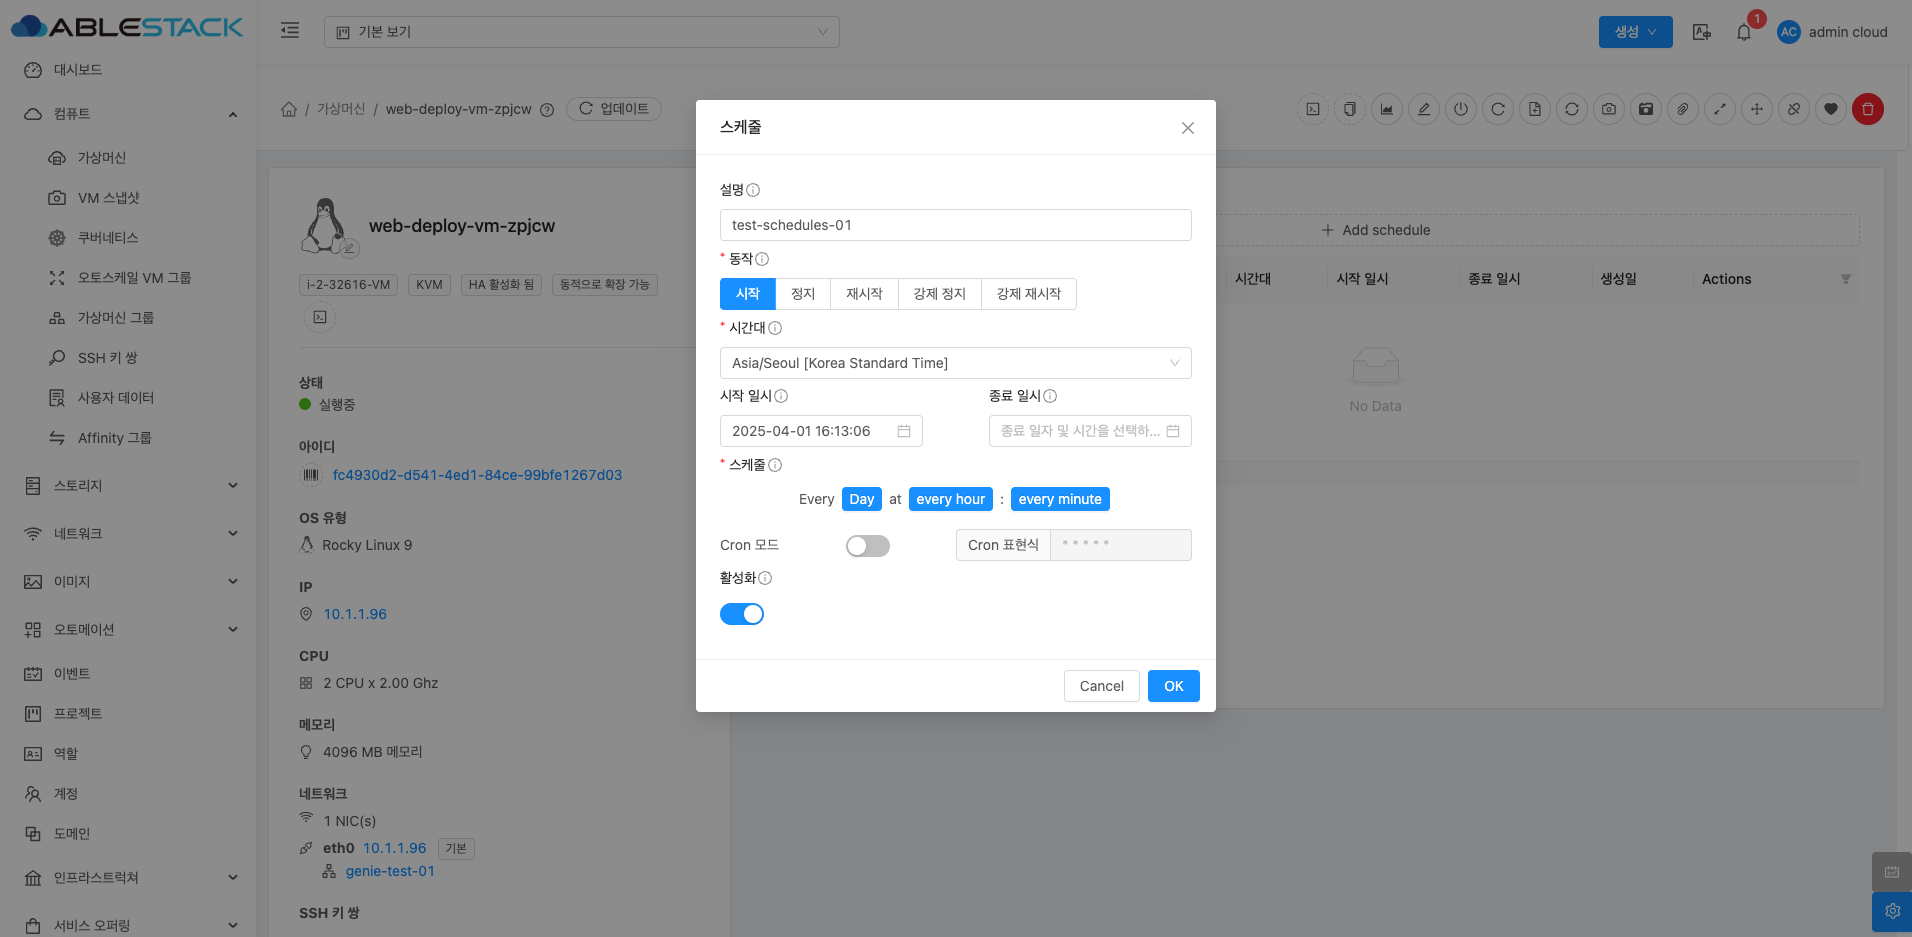 ABLESTACK
기본 보기
생성
1
AC
admin cloud
대시보드
컴퓨트
가상머신
VM 스냅샷
쿠버네티스
오토스케일 VM 그룹
가상머신 그룹
SSH 키 쌍
사용자 데이터
Affinity 그룹
스토리지
네트워크
이미지
오토메이션
이벤트
프로젝트
역할
계정
도메인
인프라스트럭쳐
서비스 오퍼링
/ 가상머신 / web-deploy-vm-zpjcw
업데이트
web-deploy-vm-zpjcw
i-2-32616-VM
KVM
HA 활성화 됨
동적으로 확장 가능
상태
실행중
아이디
fc4930d2-d541-4ed1-84ce-99bfe1267d03
OS 유형
Rocky Linux 9
IP
10.1.1.96
CPU
2 CPU x 2.00 Ghz
메모리
4096 MB 메모리
네트워크
1 NIC(s)
eth0 10.1.1.96 기본
genie-test-01
SSH 키 쌍
스케줄
설명
test-schedules-01
* 동작
시작 정지 재시작 강제 정지 강제 재시작
* 시간대
Asia/Seoul [Korea Standard Time]
시작 일시 종료 일시
2025-04-01 16:13:06 종료 일자 및 시간을 선택하...
* 스케줄
Every Day at every hour : every minute
Cron 모드 Cron 표현식 * * * * *
활성화
Cancel OK
+ Add schedule
시간대 시작 일시 종료 일시 생성일 Actions
No Data